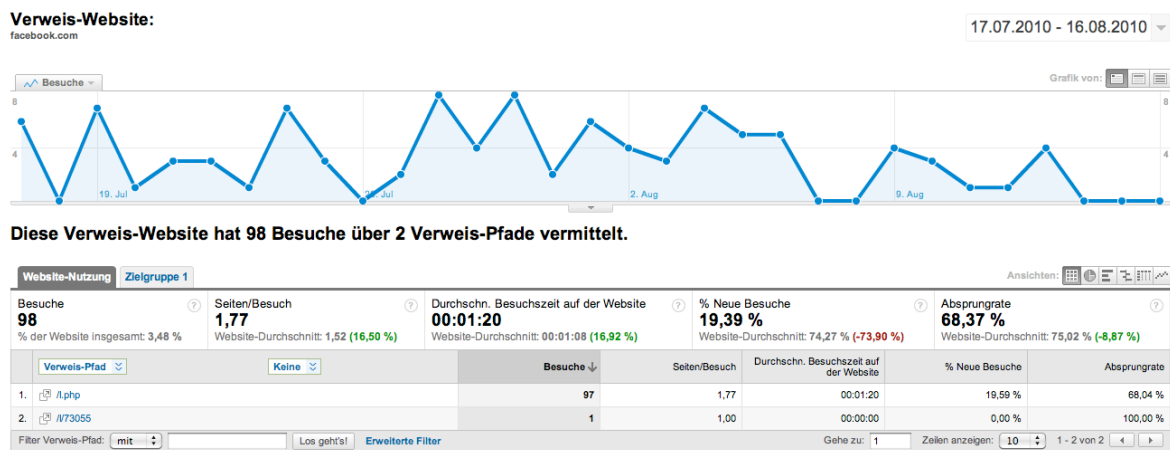 Verweis-Website:
facebook.com
17.07.2010 - 16.08.2010
Besuche
Grafik von:
8 8
4 4
19. Jul Jul 2. Aug 9. Aug
Diese Verweis-Website hat 98 Besuche über 2 Verweis-Pfade vermittelt.
Website-Nutzung Zielgruppe 1 Ansichten:
Besuche ? Seiten/Besuch ? Durchschn. Besuchszeit auf der Website ? % Neue Besuche ? Absprungrate ?
98 1,77 00:01:20 19,39 % 68,37 %
% der Website insgesamt: 3,48 % Website-Durchschnitt: 1,52 (16,50 %) Website-Durchschnitt: 00:01:08 (16,92 %) Website-Durchschnitt: 74,27 % (-73,90 %) Website-Durchschnitt: 75,02 % (-8,87 %)
Verweis-Pfad Keine Besuche Seiten/Besuch Durchschn. Besuchszeit auf der Website % Neue Besuche Absprungrate
1. /l.php 97 1,77 00:01:20 19,59 % 68,04 %
2. /l/73055 1 1,00 00:00:00 0,00 % 100,00 %
Filter Verweis-Pfad: mit Los geht's! Erweiterte Filter Gehe zu: 1 Zeilen anzeigen: 10 1 - 2 von 2